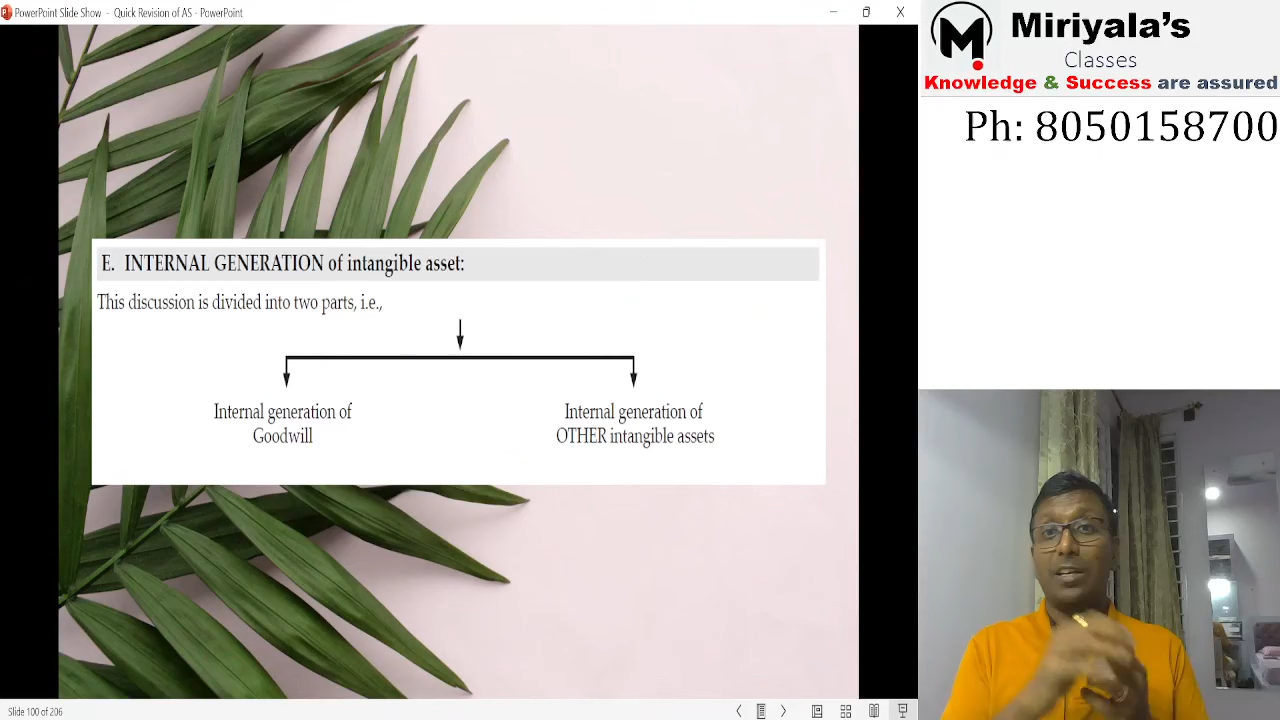 PowerPoint Slide Show - Quick Revision of AS - PowerPoint
Miriyala's
Classes
Knowledge & Success are assured
Ph: 8050158700
E. INTERNAL GENERATION of intangible asset:
This discussion is divided into two parts, i.e.,
Internal generation of
Goodwill
Internal generation of
OTHER intangible assets
Slide 100 of 206